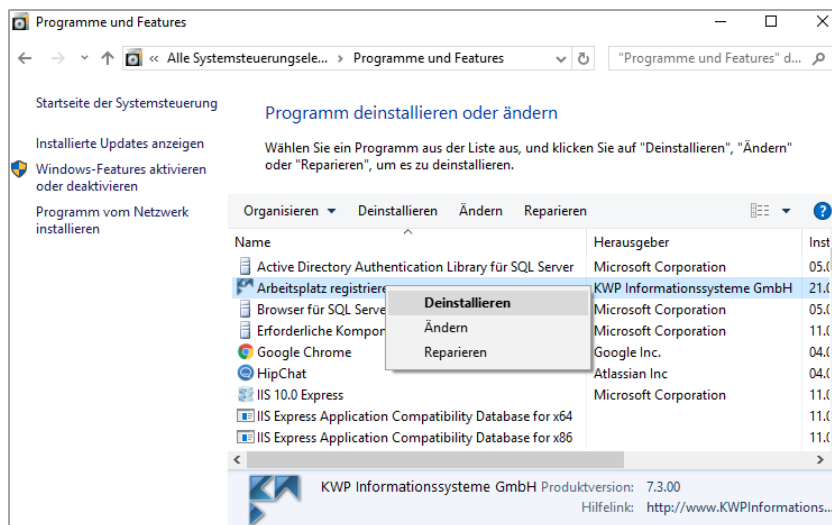 Programme und Features
« Alle Systemsteuerungsele... › Programme und Features
"Programme und Features" d...
Startseite der Systemsteuerung
Installierte Updates anzeigen
Windows-Features aktivieren
oder deaktivieren
Programm vom Netzwerk
installieren
Programm deinstallieren oder ändern
Wählen Sie ein Programm aus der Liste aus, und klicken Sie auf "Deinstallieren", "Ändern"
oder "Reparieren", um es zu deinstallieren.
Organisieren Deinstallieren Ändern Reparieren
Name Herausgeber Inst
Active Directory Authentication Library für SQL Server Microsoft Corporation 05.0
Arbeitsplatz registriere KWP Informationssysteme GmbH 21.0
Browser für SQL Serve Microsoft Corporation 05.0
Erforderliche Kompor Microsoft Corporation 11.0
Google Chrome Google Inc. 04.0
HipChat Atlassian Inc 04.0
IIS 10.0 Express Microsoft Corporation 11.0
IIS Express Application Compatibility Database for x64 11.0
IIS Express Application Compatibility Database for x86 11.0
Deinstallieren
Ändern
Reparieren
KWP Informationssysteme GmbH Produktversion: 7.3.00
Hilfelink: http://www.KWPInformations...